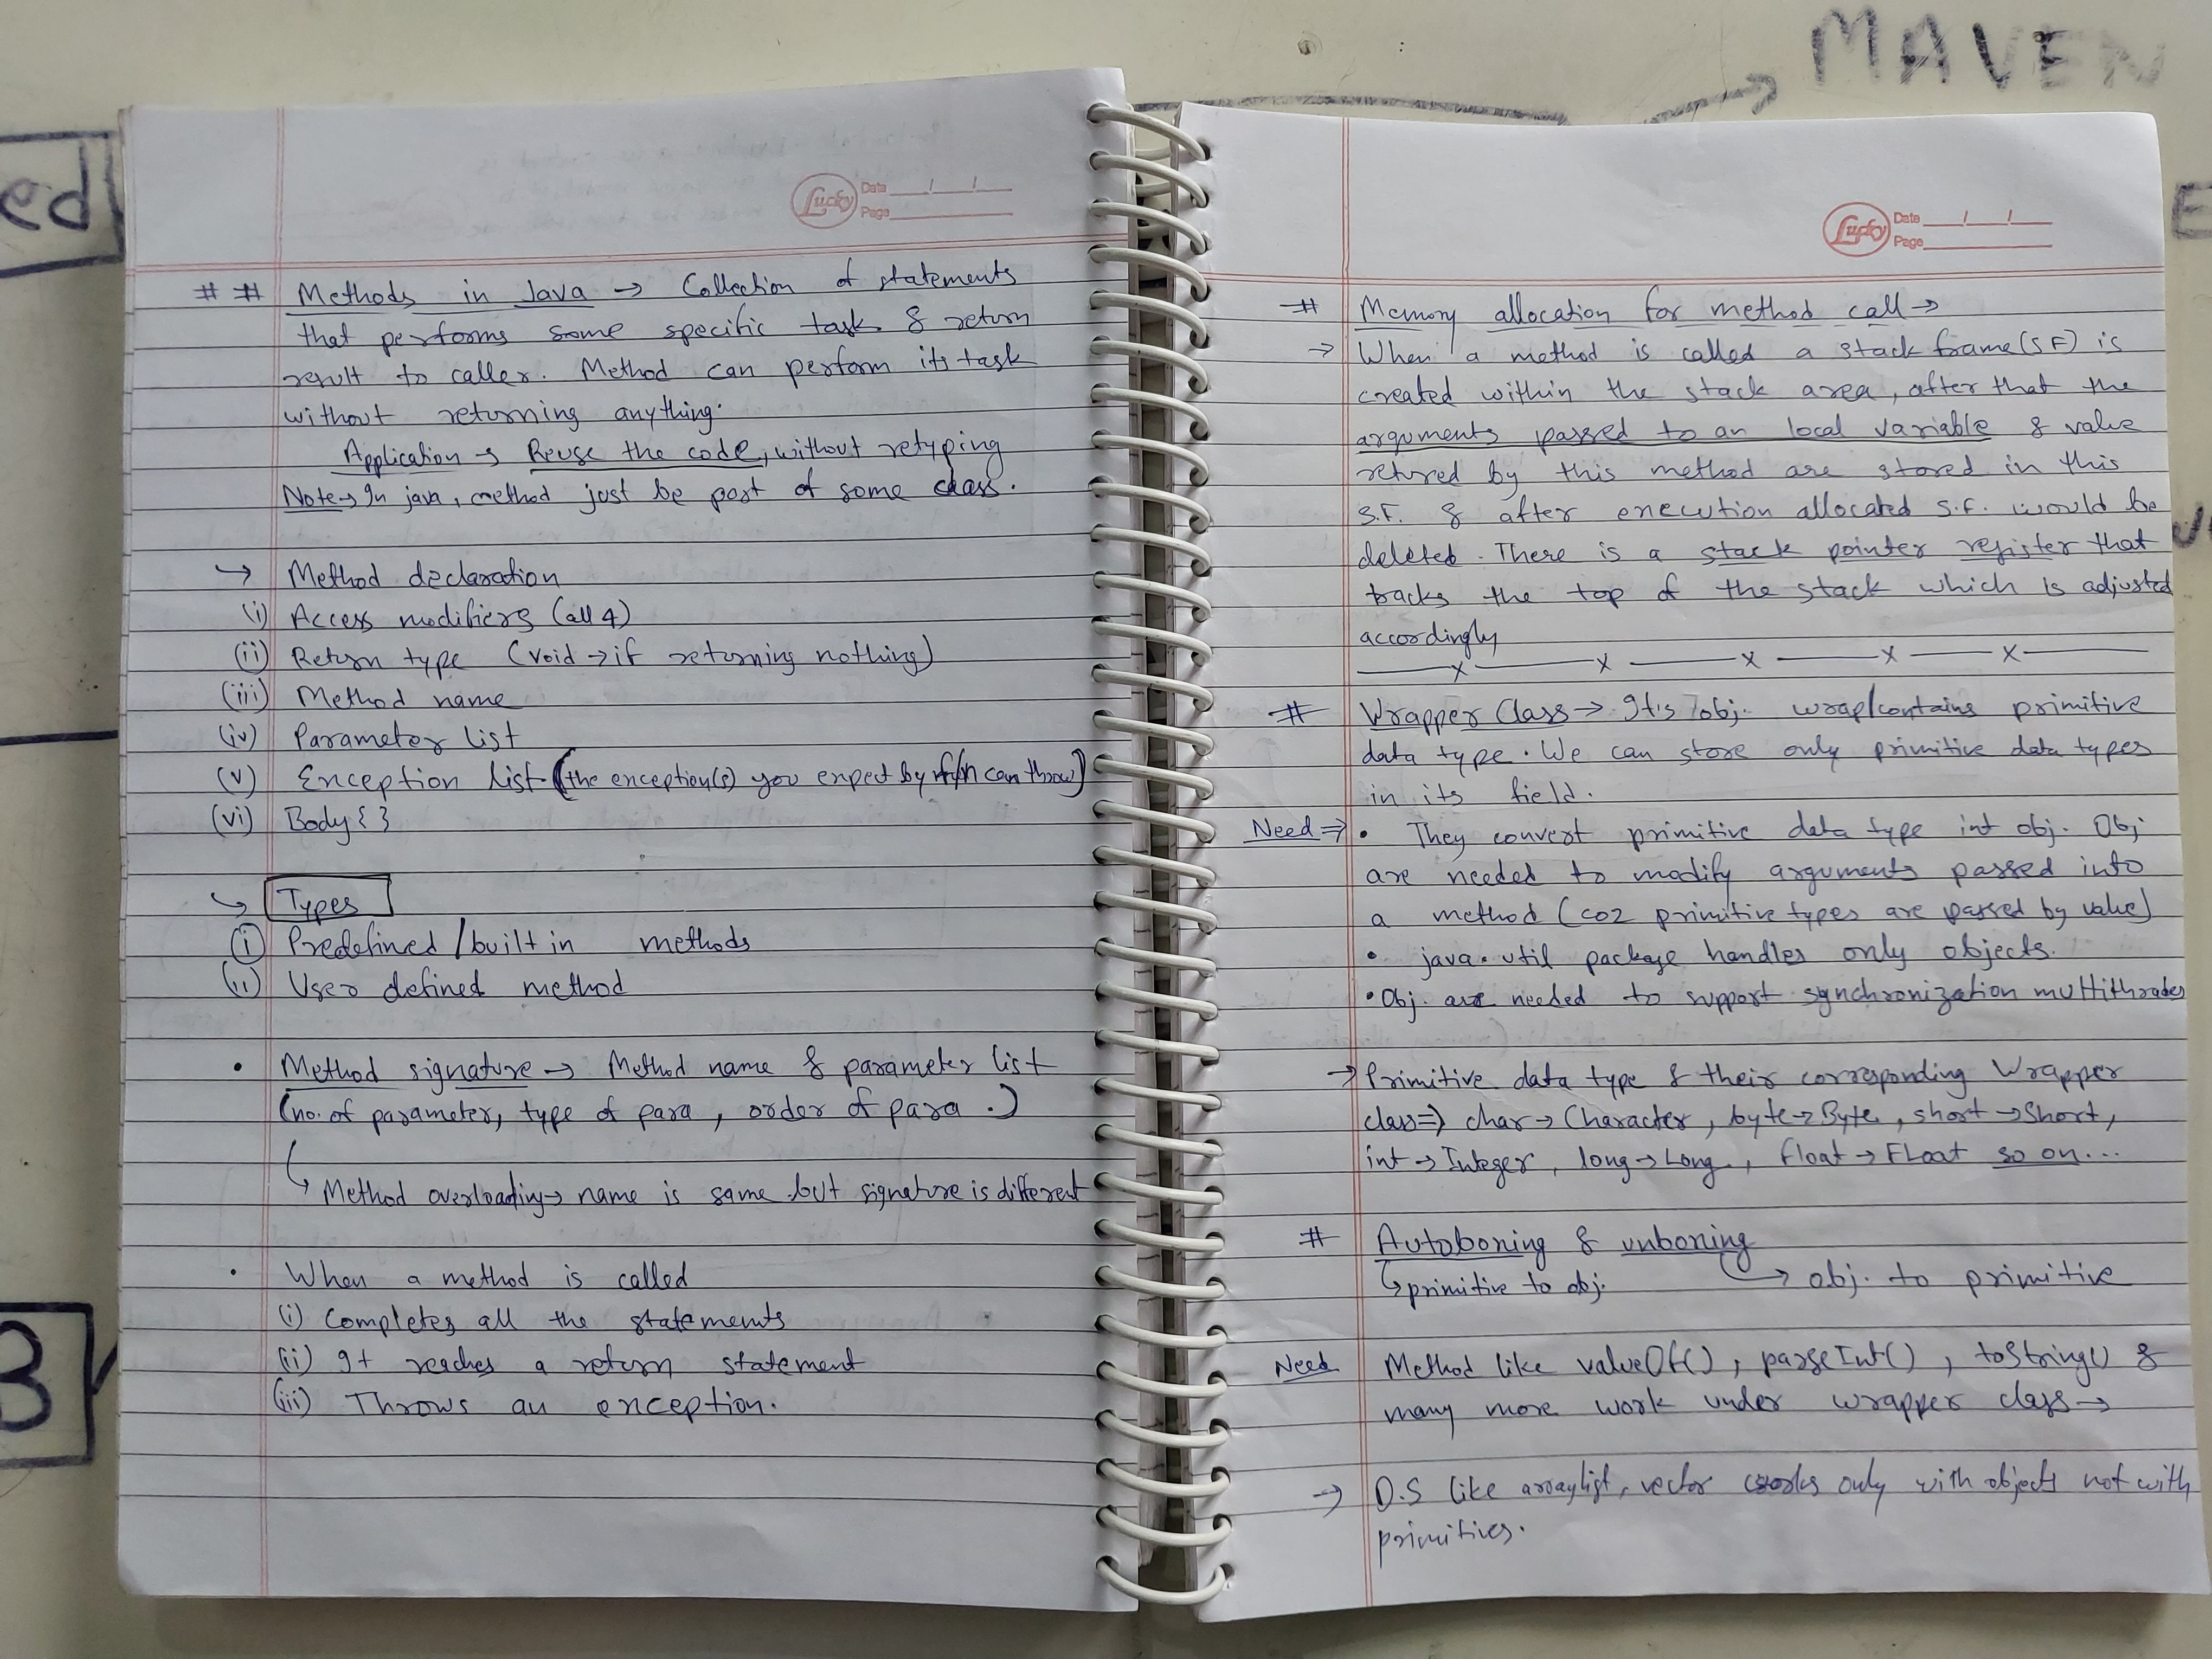 MAVEN
ed
Lucky Date / /
Page
## Methods in Java → Collection of statements
that performs some specific task & return
result to caller. Method can perform its task
without returning anything.
Application → Reuse the code, without retyping
Note → In java, method just be part of some class.
↪ Method declaration
(i) Access modifiers (all 4)
(ii) Return type (void → if returning nothing)
(iii) Method name
(iv) Parameter list
(v) Exception list (the exception(s) you expect by can throw)
(vi) Body { }
↪ Types
(i) Predefined / built in methods
(ii) User defined method
• Method signature → Method name & parameter list
(no. of parameter, type of para, order of para.)
↳ Method overloading → name is same but signature is different
• When a method is called
(i) Completes all the statements
(ii) It reaches a return statement
(iii) Throws an exception.
Lucky Date / /
Page
# Memory allocation for method call →
→ When a method is called a stack frame (SF) is
created within the stack area, after that the
arguments passed to an local variable & value
retured by this method are stored in this
S.F. & after execution allocated S.F. would be
deleted. There is a stack pointer register that
tracks the top of the stack which is adjusted
accordingly
x x x x x
# Wrapper Class → It's obj. wrap/contains primitive
data type. We can store only primitive data types
in its field.
Need ⇒ • They convert primitive data type int obj. Obj
are needed to modify arguments passed into
a method (coz primitive types are passed by value)
• java.util package handles only objects.
• Obj. are needed to support synchronization multithrades
→ Primitive data type & their corresponding Wrapper
class ⇒ char → Character, byte → Byte, short → Short,
int → Integer, long → Long, float → Float so on...
# Autoboxing & unboxing
↳ primitive to obj. → obj. to primitive
Need Method like valueOf(), parseInt(), toString() &
many more work under wrapper class →
→ D.S like arraylist, vector works only with objects not with
primitives.
B